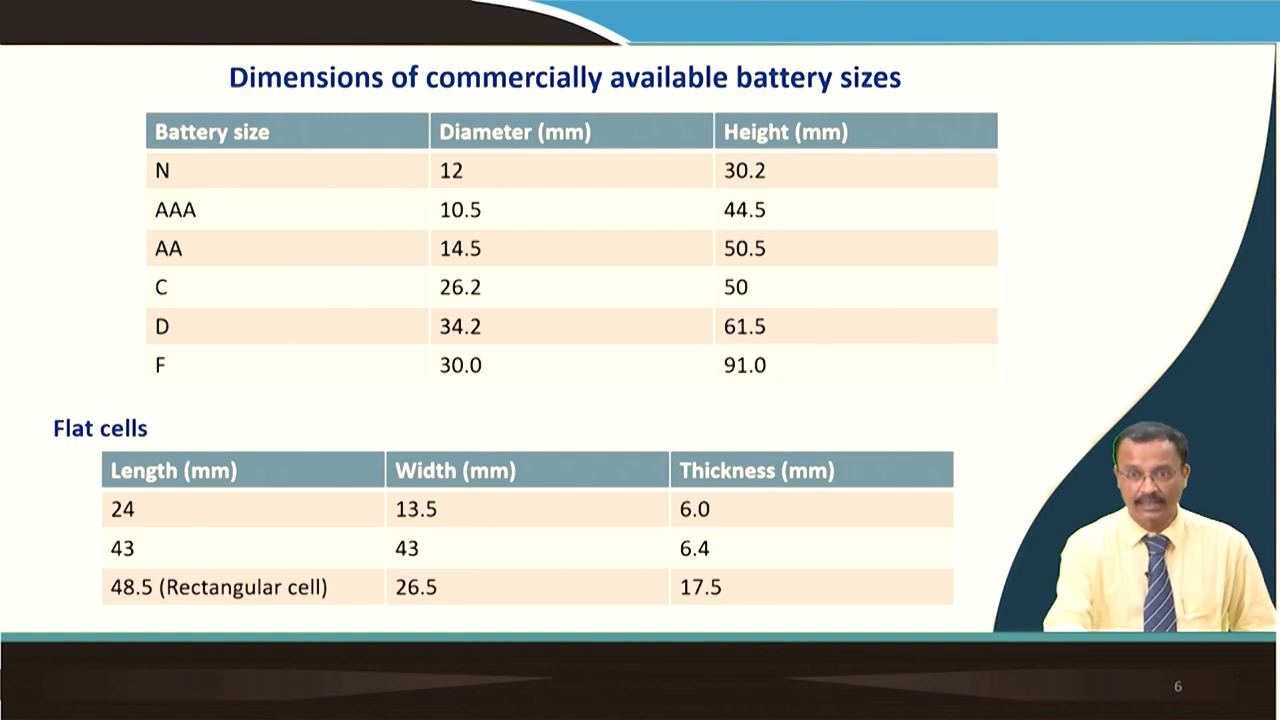 Dimensions of commercially available battery sizes
Battery size Diameter (mm) Height (mm)
N 12 30.2
AAA 10.5 44.5
AA 14.5 50.5
C 26.2 50
D 34.2 61.5
F 30.0 91.0
Flat cells
Length (mm) Width (mm) Thickness (mm)
24 13.5 6.0
43 43 6.4
48.5 (Rectangular cell) 26.5 17.5
6